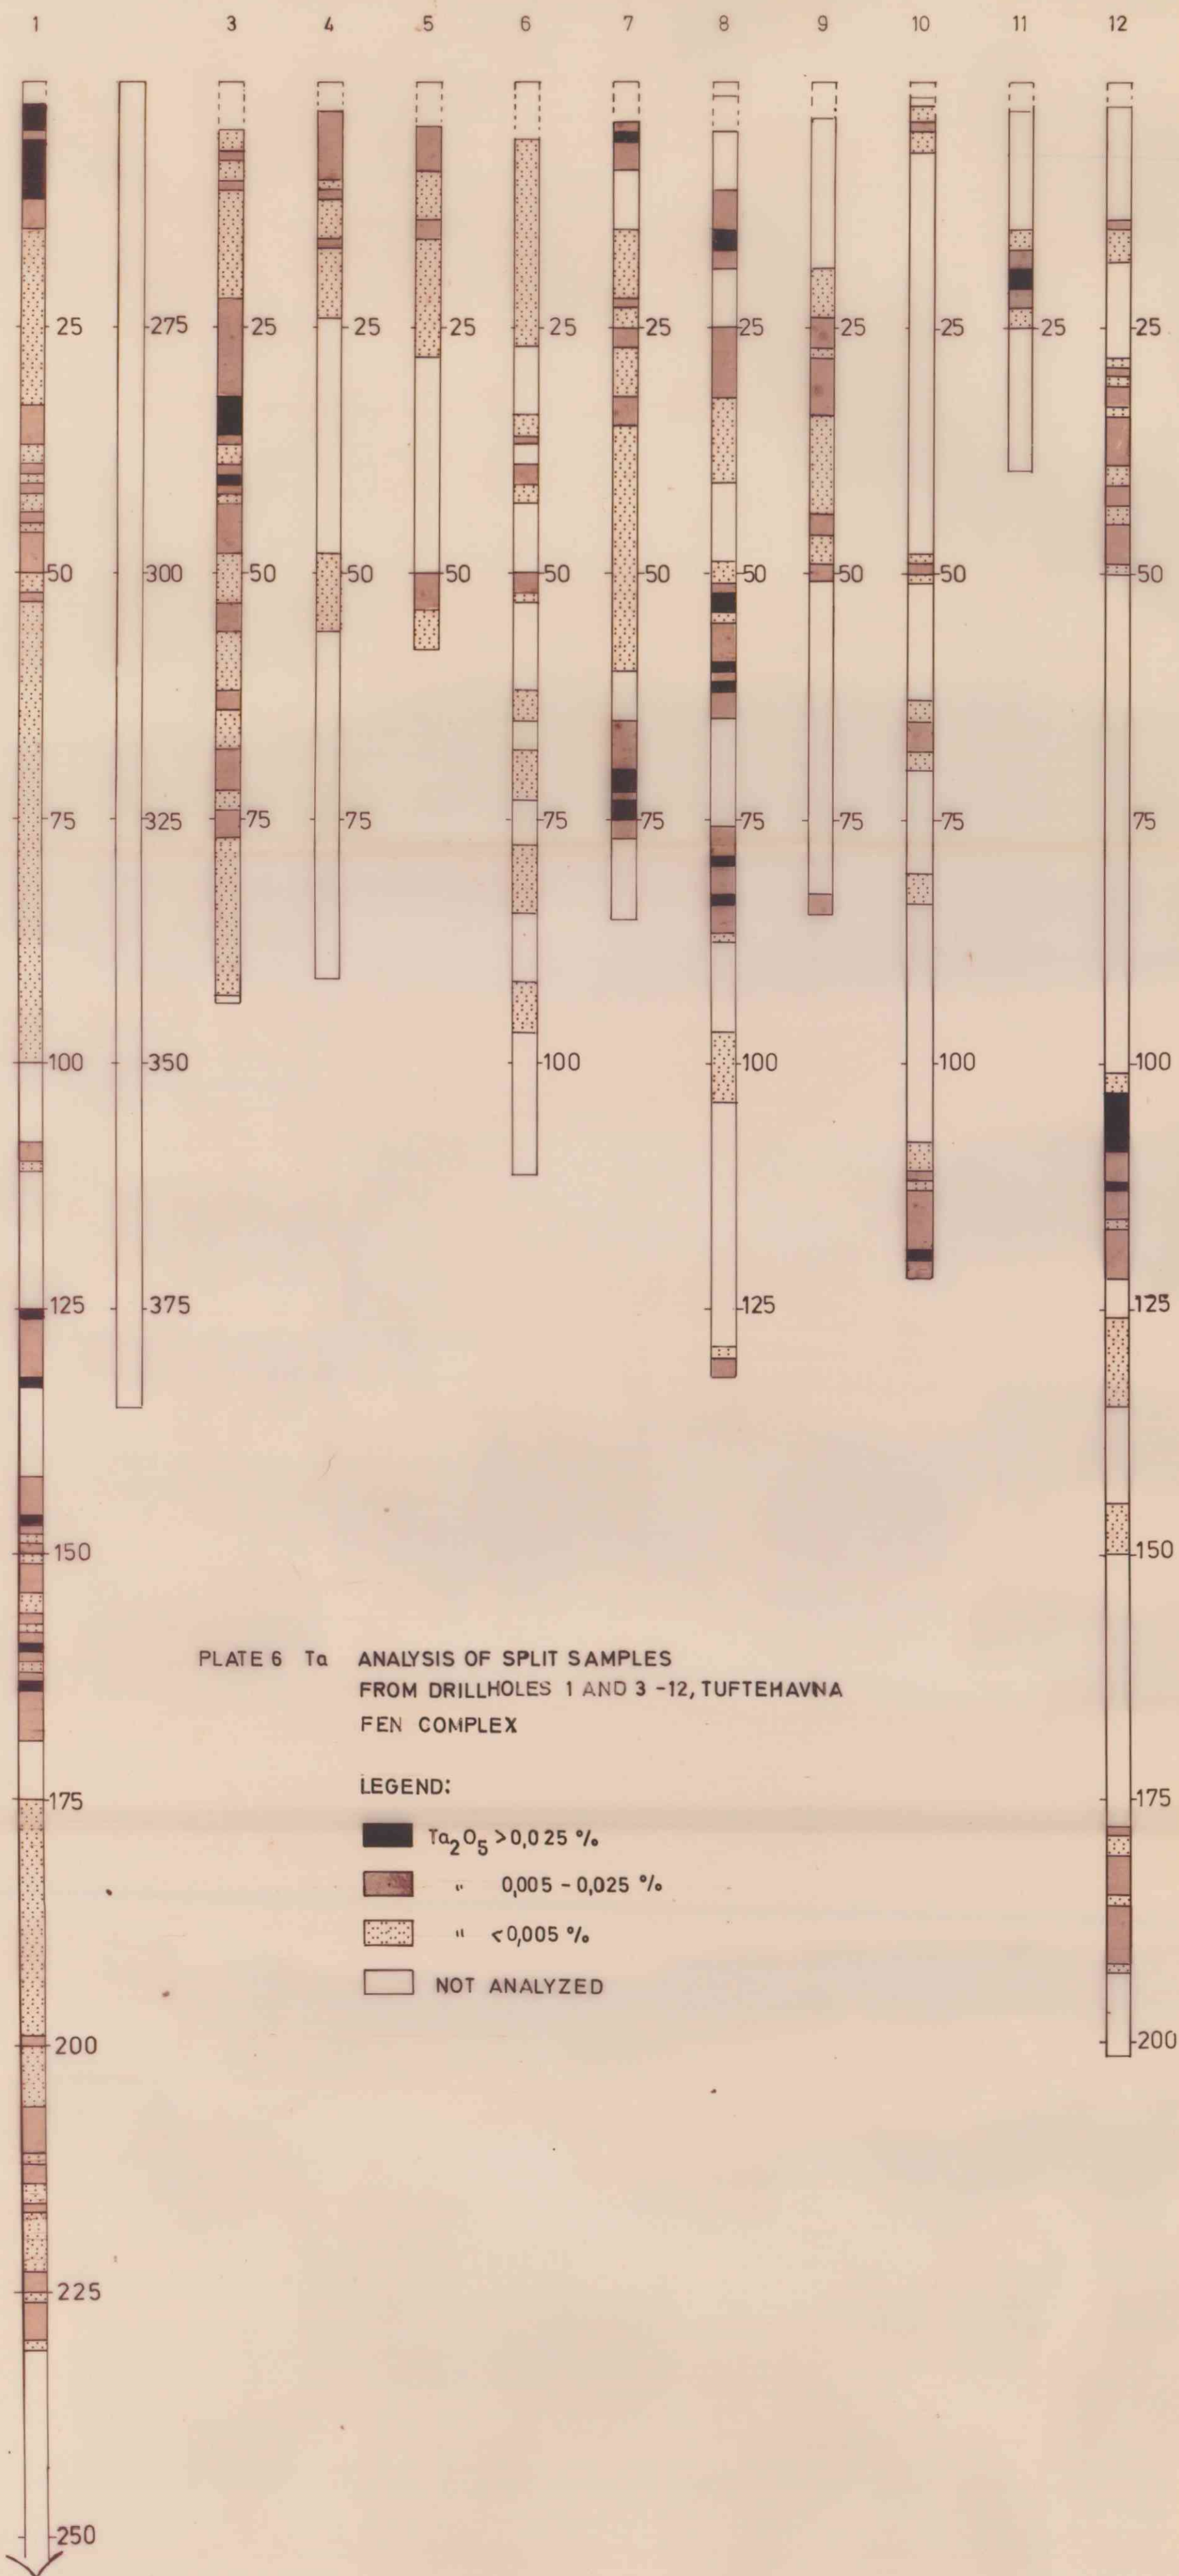 1 3 4 5 6 7 8 9 10 11 12
25 275 25 25 25 25 25 25 25 25 25 25
50 300 50 50 50 50 50 50 50 50 50
75 325 75 75 75 75 75 75 75 75
100 350 100 100 100 100
125 375 125 125
150 150
PLATE 6 Ta ANALYSIS OF SPLIT SAMPLES
FROM DRILLHOLES 1 AND 3 -12, TUFTEHAVNA
FEN COMPLEX
LEGEND:
175 175
Ta₂O₅ >0,025 %
" 0,005 - 0,025 %
" <0,005 %
NOT ANALYZED
200 200
225
250